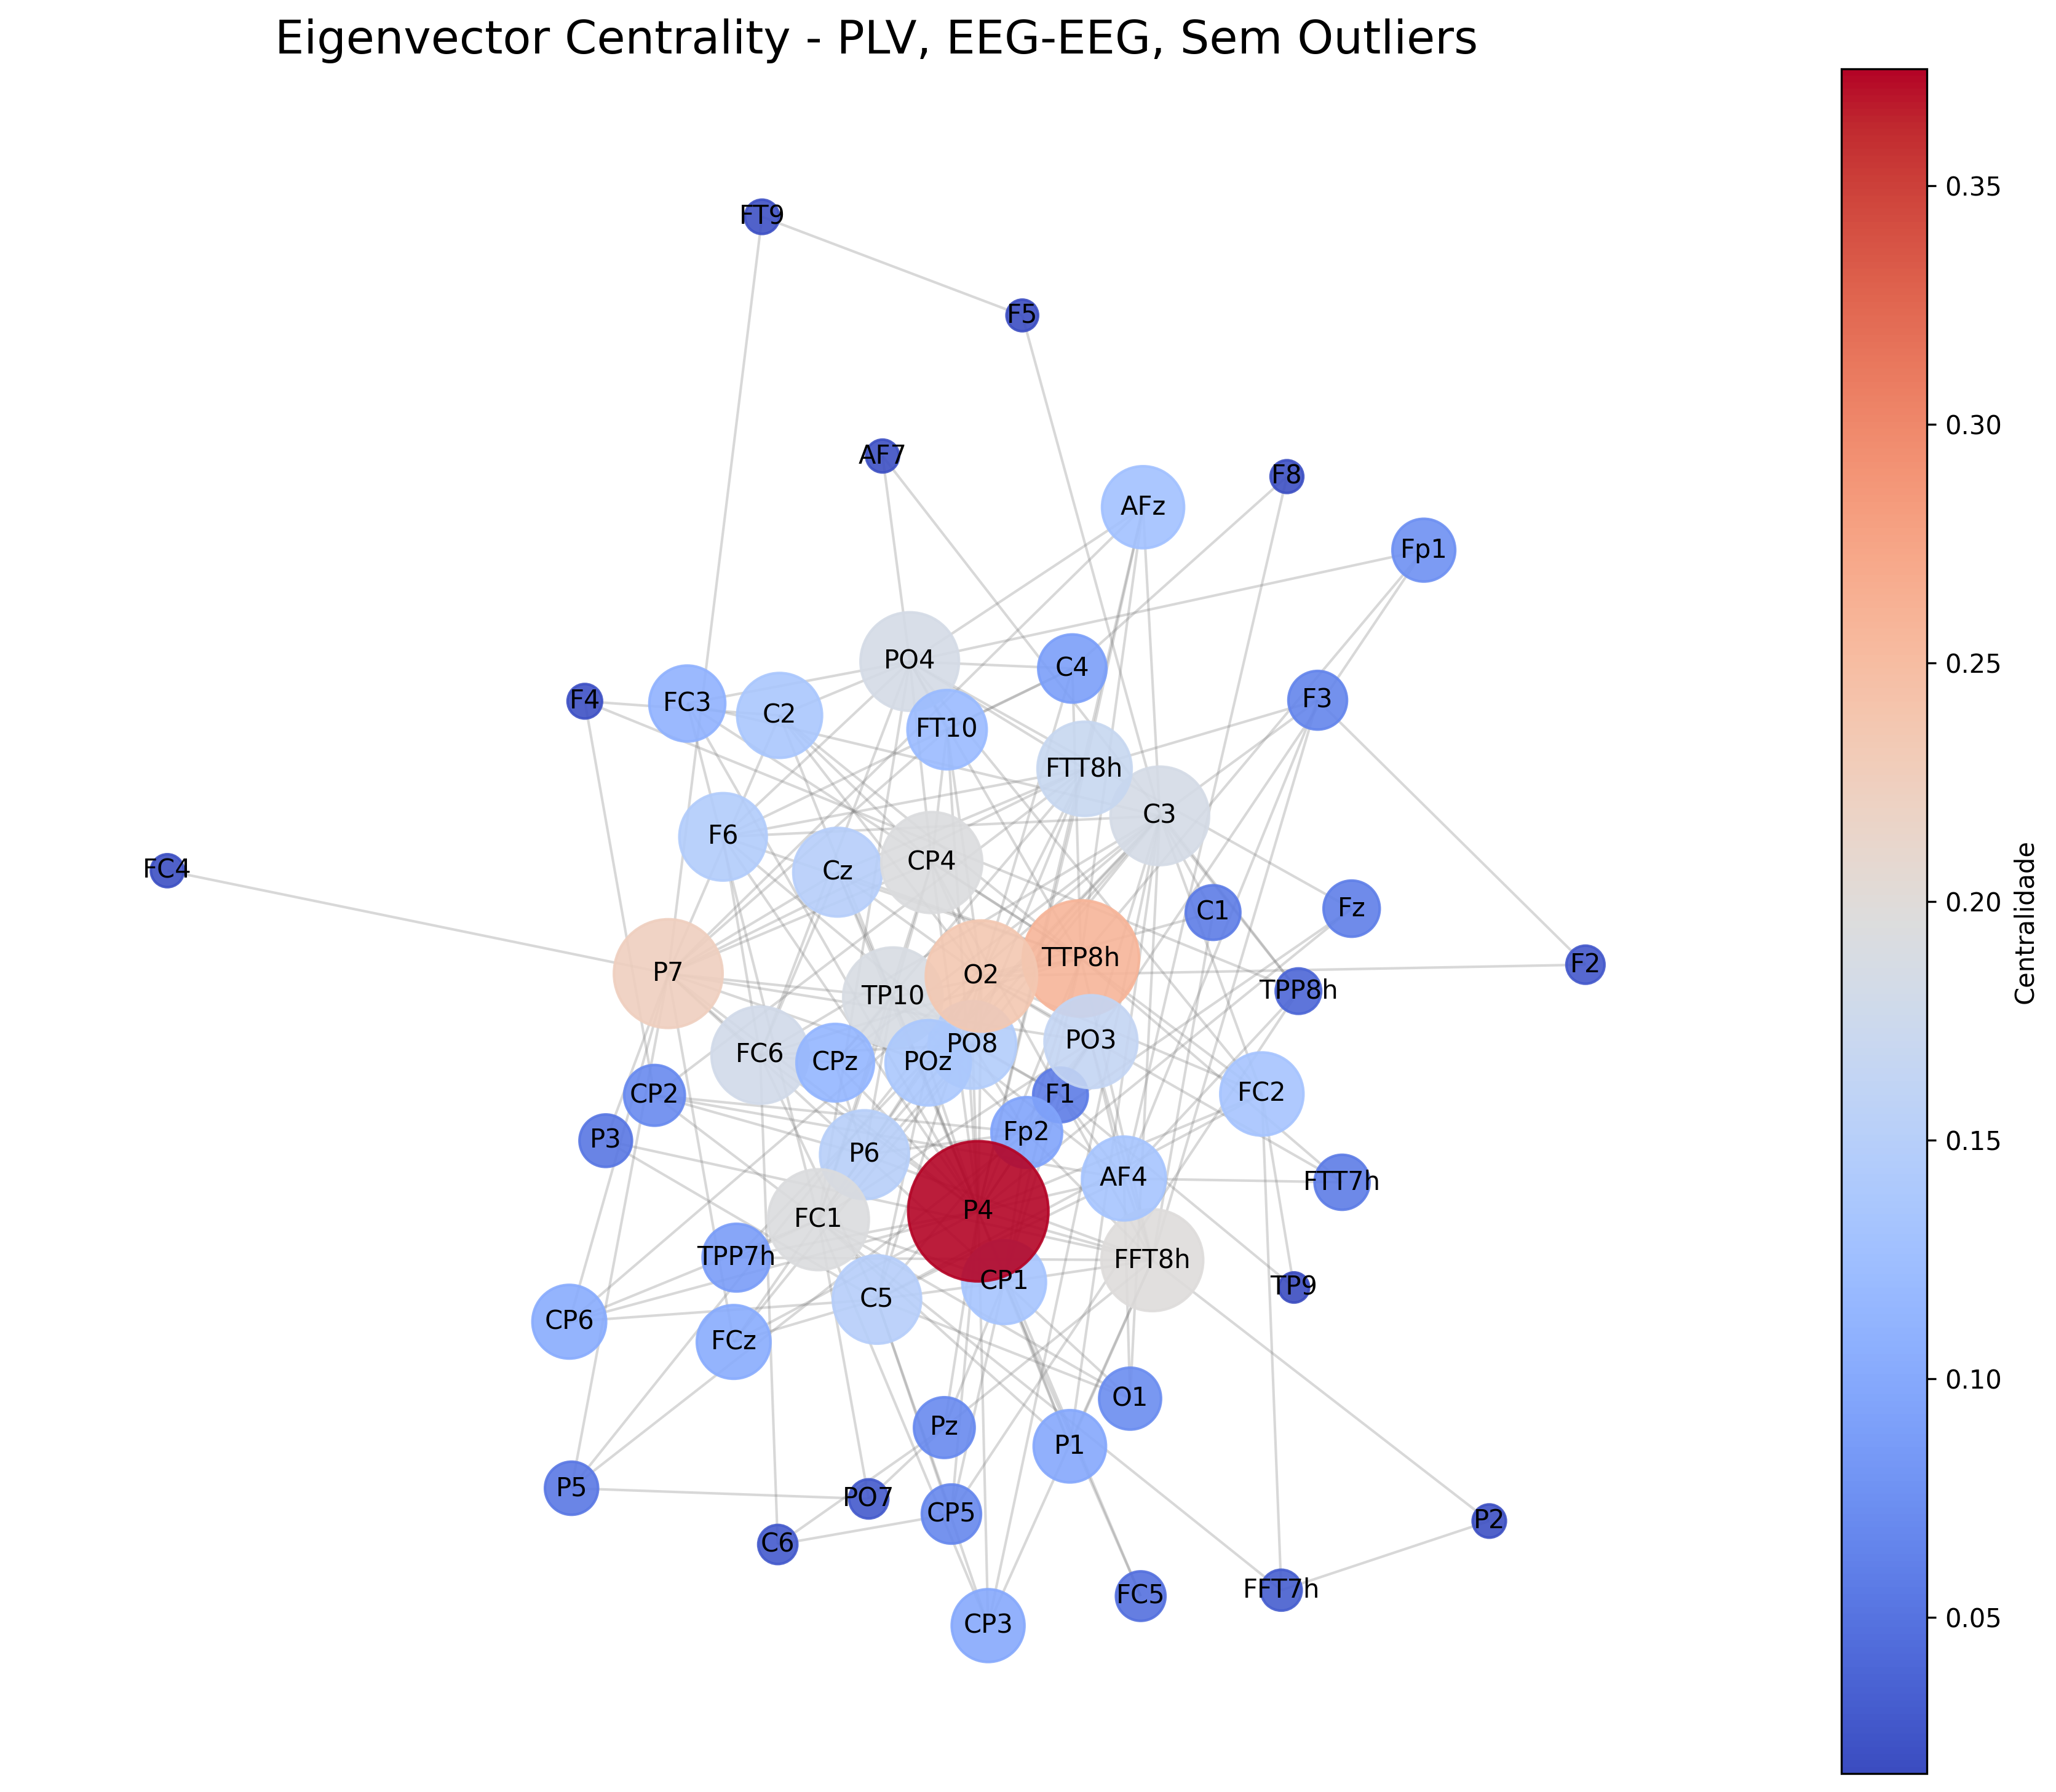 Eigenvector Centrality - PLV, EEG-EEG, Sem Outliers
FT9
F5
AF7
F8
AFz
Fp1
PO4
C4
F4
FC3
C2
FT10
F3
FTT8h
C3
F6
CP4
Cz
FC4
C1
Fz
P7
O2
TTP8h
F2
TPP8h
TP10
PO8
PO3
FC6
CPz
POz
CP2
F1
FC2
P3
Fp2
P6
AF4
FTT7h
FC1
P4
TPP7h
FFT8h
CP1
TP9
C5
CP6
FCz
O1
Pz
P1
P5
PO7
CP5
P2
C6
FC5
FFT7h
CP3
0.35
0.30
0.25
0.20
0.15
0.10
0.05
Centralidade